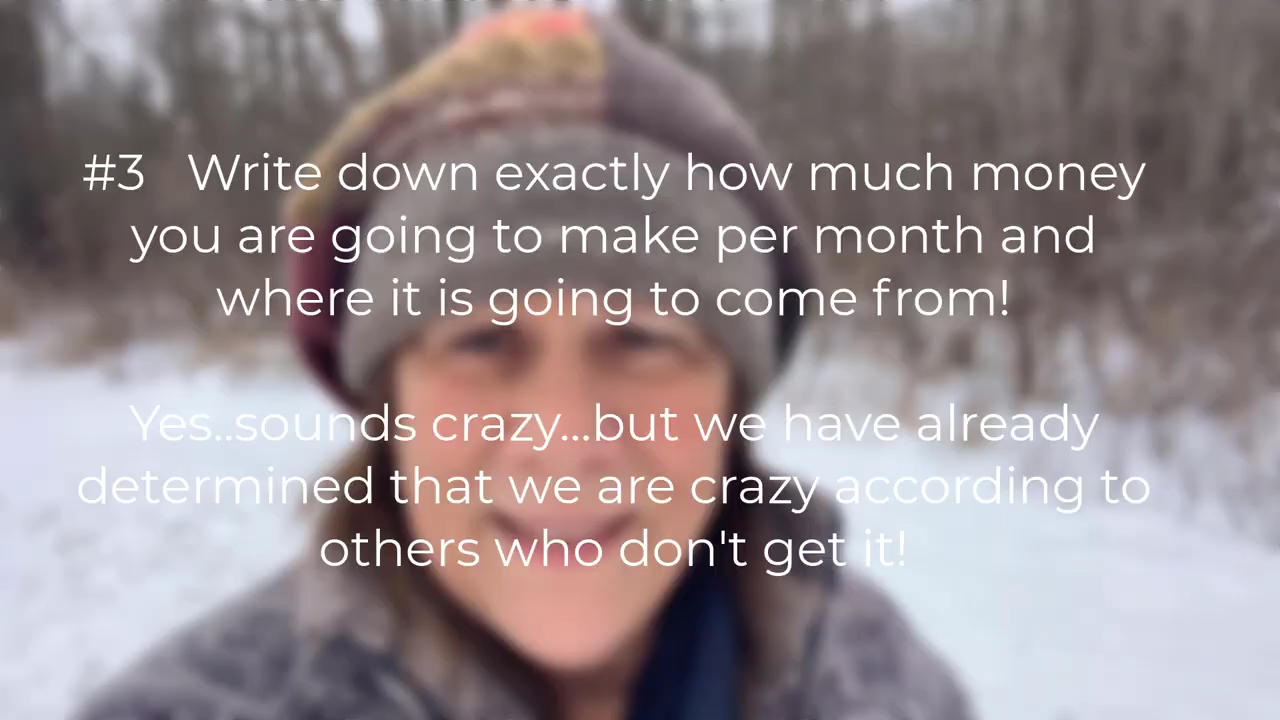 #3 Write down exactly how much money
you are going to make per month and
where it is going to come from!
Yes..sounds crazy...but we have already
determined that we are crazy according to
others who don't get it!